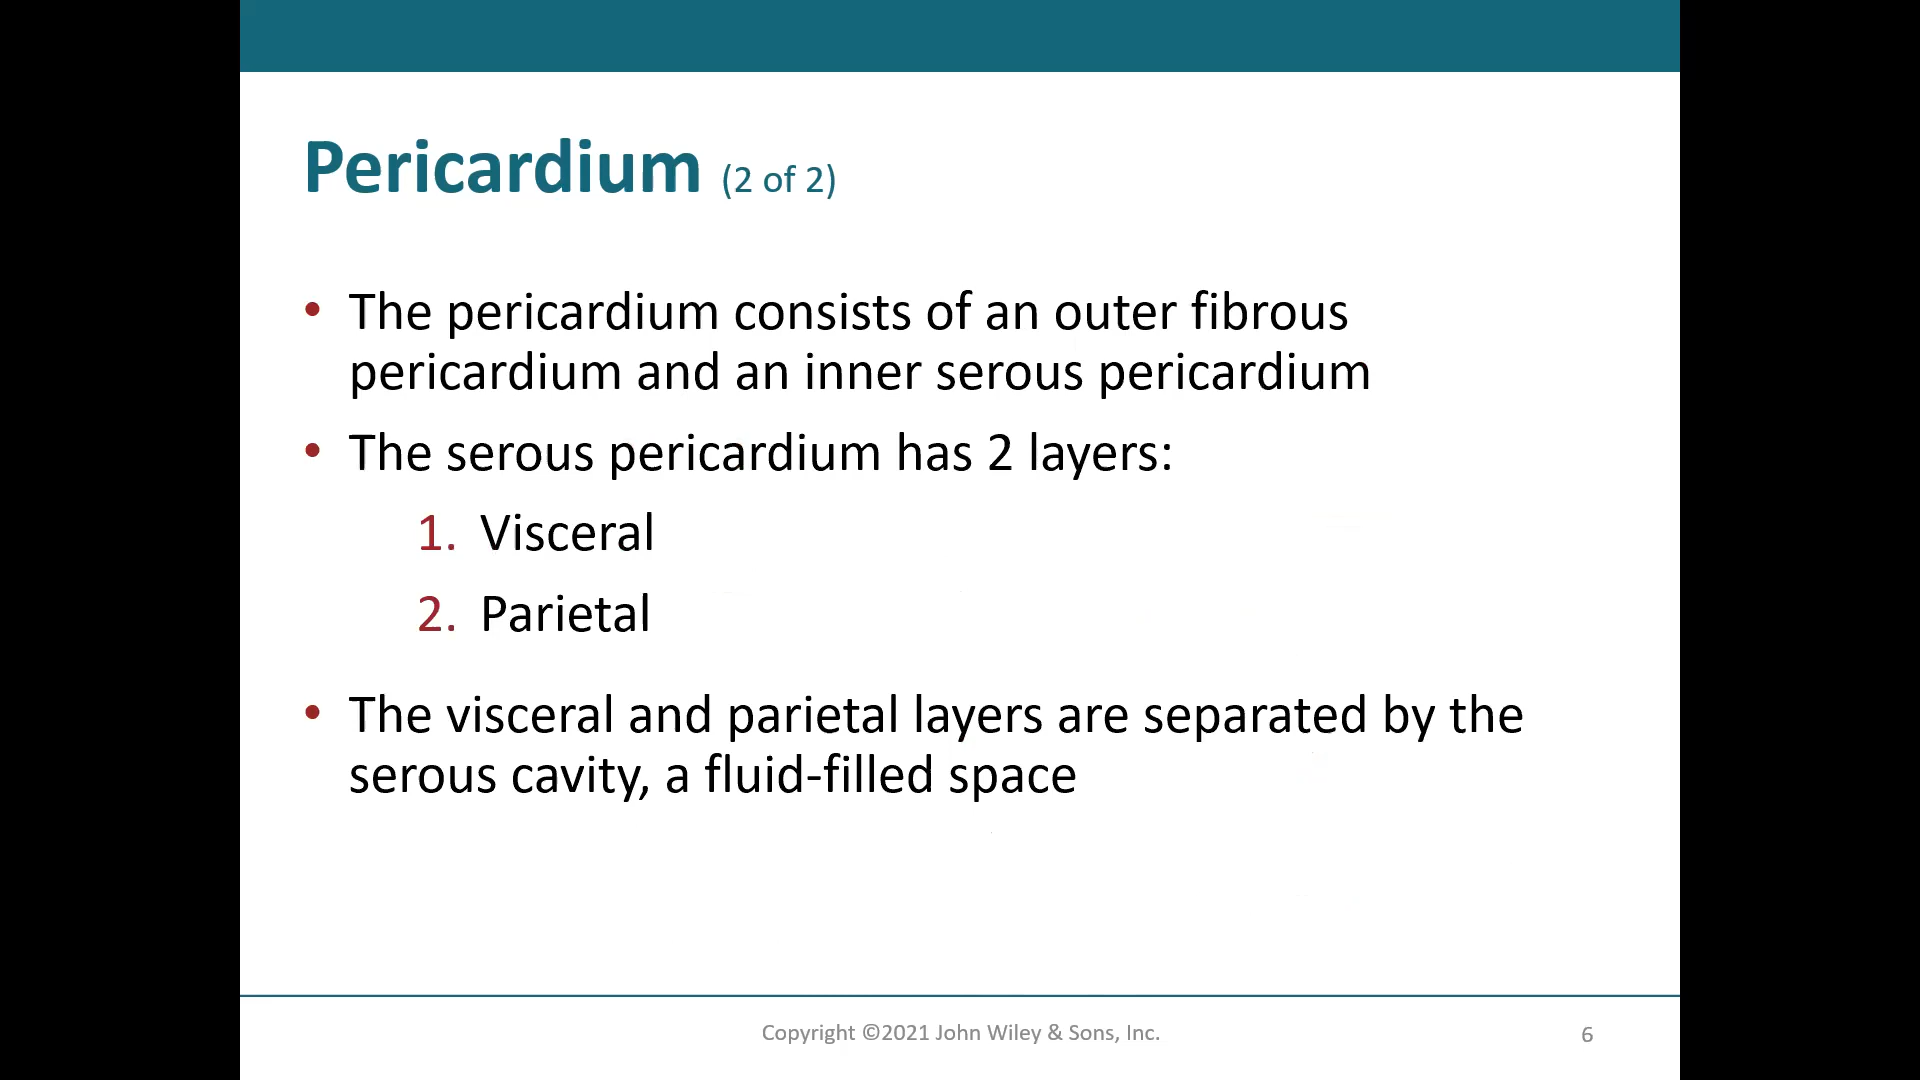 Pericardium (2 of 2)
• The pericardium consists of an outer fibrous
pericardium and an inner serous pericardium
• The serous pericardium has 2 layers:
1. Visceral
2. Parietal
• The visceral and parietal layers are separated by the
serous cavity, a fluid-filled space
Copyright ©2021 John Wiley & Sons, Inc.
6